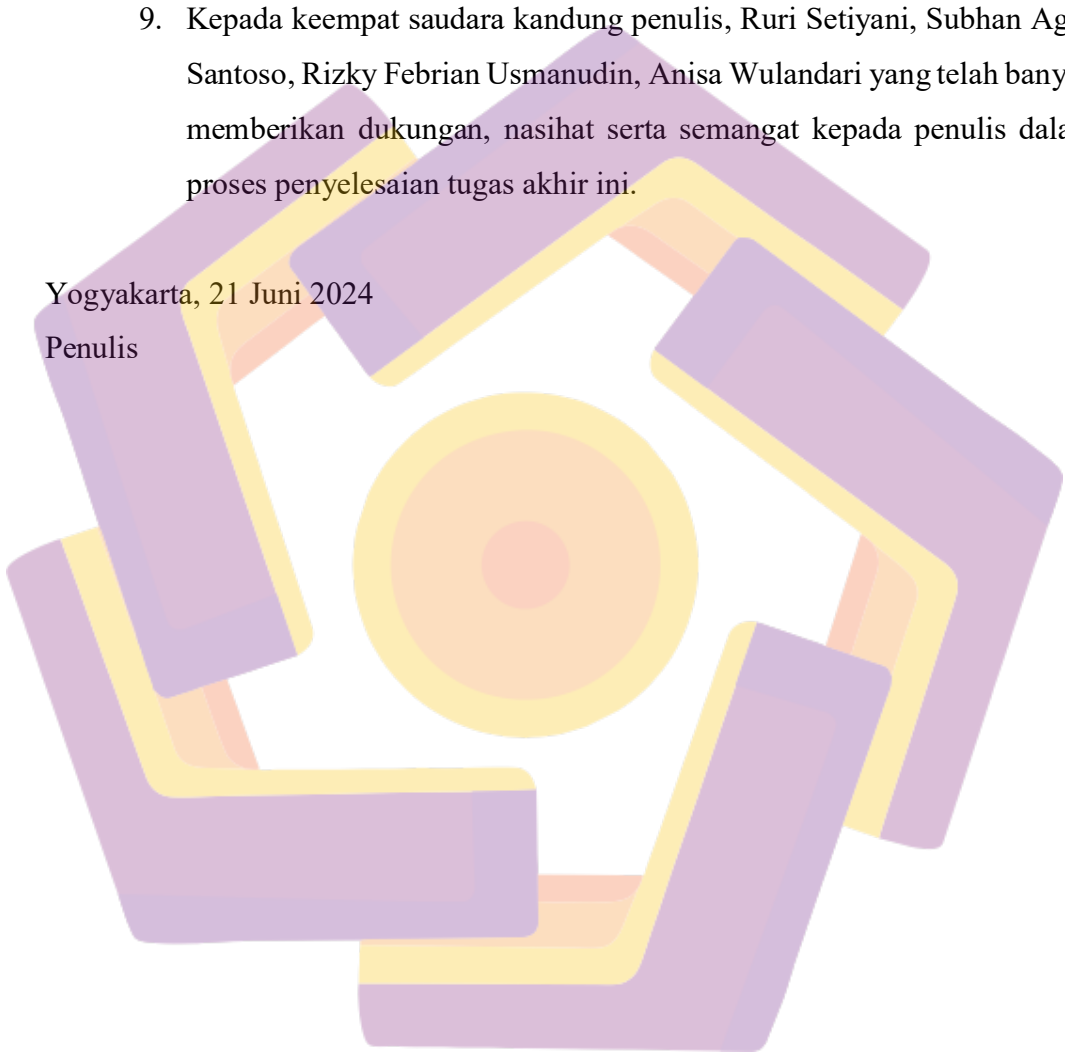 9. Kepada keempat saudara kandung penulis, Ruri Setiyani, Subhan Ag
Santoso, Rizky Febrian Usmanudin, Anisa Wulandari yang telah bany
memberikan dukungan, nasihat serta semangat kepada penulis dala
proses penyelesaian tugas akhir ini.
Yogyakarta, 21 Juni 2024
Penulis